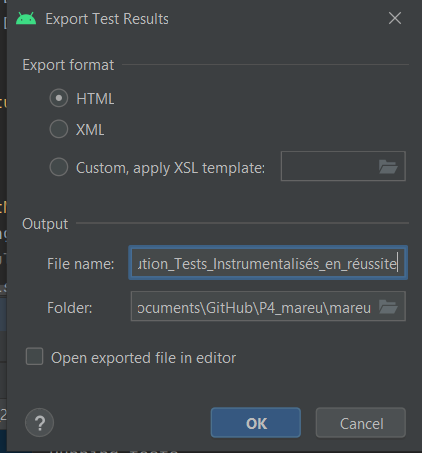 Export Test Results
Export format
HTML
XML
Custom, apply XSL template:
Output
File name: ution_Tests_Instrumentalisés_en_réussite
Folder: ocuments\GitHub\P4_mareu\mareu
Open exported file in editor
? OK Cancel